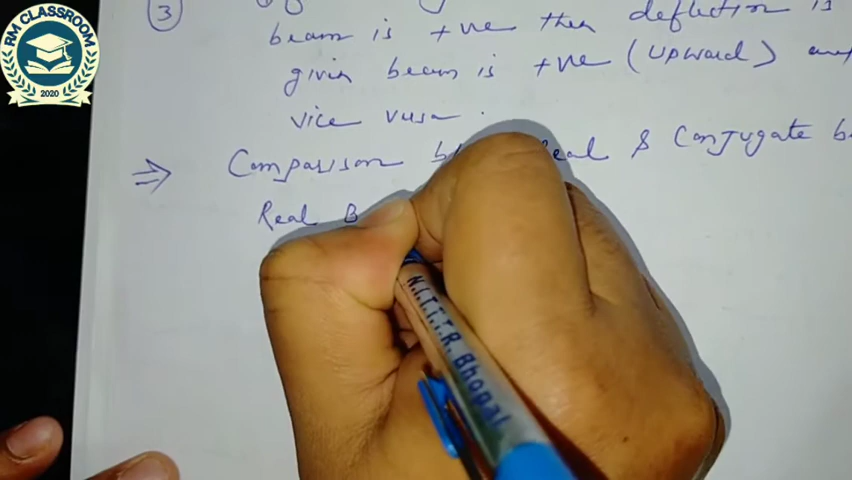 RM CLASSROOM
2020
3
beam is +ve then deflection is
given beam is +ve (upward) and
vice vusa.
⇒ Comparison Real & Conjugate
Real B
N.I.T.T.T.R. Bhopal